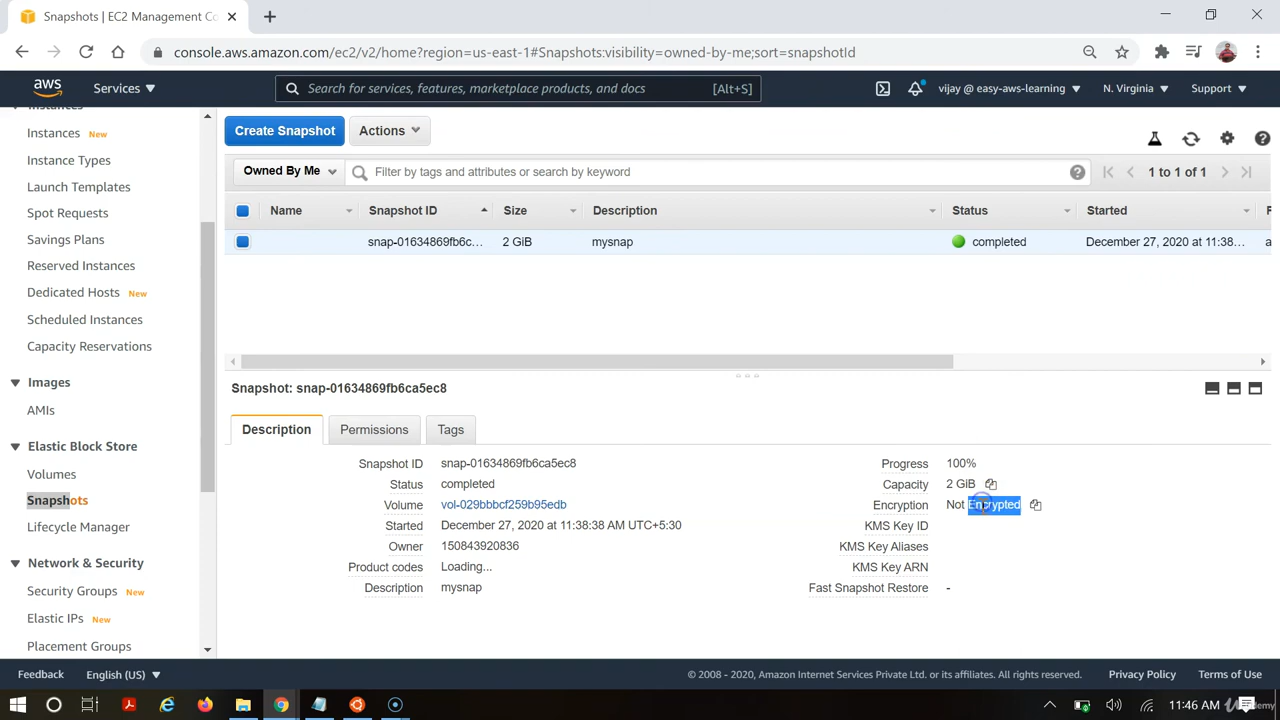 Snapshots | EC2 Management Co
console.aws.amazon.com/ec2/v2/home?region=us-east-1#Snapshots:visibility=owned-by-me;sort=snapshotId
aws Services Search for services, features, marketplace products, and docs [Alt+S] vijay @ easy-aws-learning N. Virginia Support
Instances
Instances New
Instance Types
Launch Templates
Spot Requests
Savings Plans
Reserved Instances
Dedicated Hosts New
Scheduled Instances
Capacity Reservations
Images
AMIs
Elastic Block Store
Volumes
Snapshots
Lifecycle Manager
Network & Security
Security Groups New
Elastic IPs New
Placement Groups
Create Snapshot Actions
Owned By Me Filter by tags and attributes or search by keyword 1 to 1 of 1
Name Snapshot ID Size Description Status Started
snap-01634869fb6c... 2 GiB mysnap completed December 27, 2020 at 11:38...
Snapshot: snap-01634869fb6ca5ec8
Description Permissions Tags
Snapshot ID snap-01634869fb6ca5ec8 Progress 100%
Status completed Capacity 2 GiB
Volume vol-029bbbcf259b95edb Encryption Not Encrypted
Started December 27, 2020 at 11:38:38 AM UTC+5:30 KMS Key ID
Owner 150843920836 KMS Key Aliases
Product codes Loading... KMS Key ARN
Description mysnap Fast Snapshot Restore -
Feedback English (US) © 2008 - 2020, Amazon Internet Services Private Ltd. or its affiliates. All rights reserved. Privacy Policy Terms of Use
11:46 AM